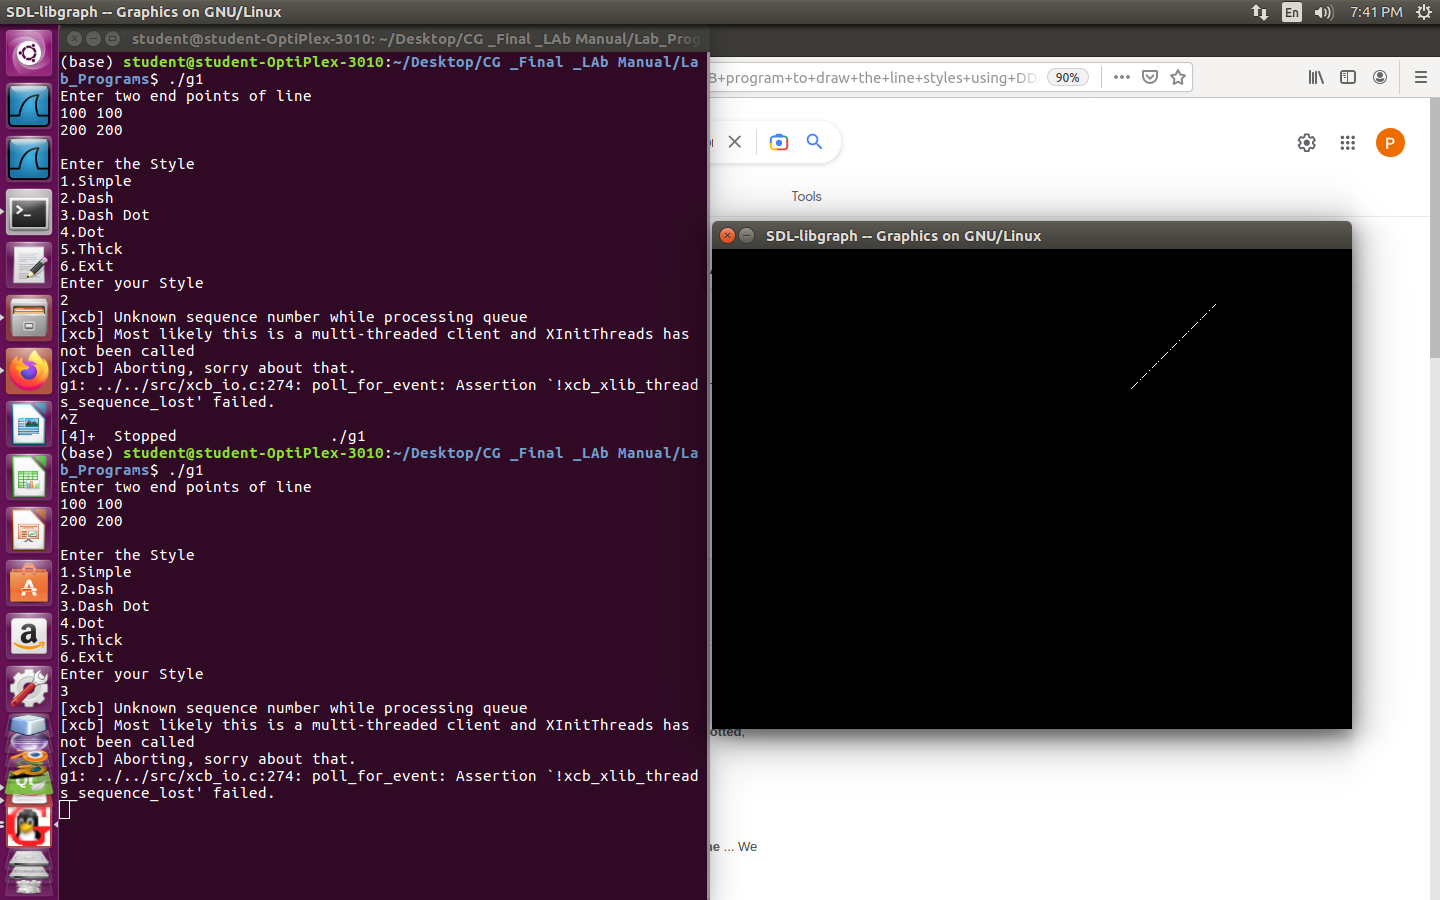 SDL-libgraph -- Graphics on GNU/Linux
En
7:41 PM
student@student-OptiPlex-3010: ~/Desktop/CG _Final _LAb Manual/Lab_Prog
(base) student@student-OptiPlex-3010:~/Desktop/CG _Final _LAb Manual/La
b_Programs$ ./g1
Enter two end points of line
100 100
200 200
Enter the Style
1.Simple
2.Dash
3.Dash Dot
4.Dot
5.Thick
6.Exit
Enter your Style
2
[xcb] Unknown sequence number while processing queue
[xcb] Most likely this is a multi-threaded client and XInitThreads has
not been called
[xcb] Aborting, sorry about that.
g1: ../../src/xcb_io.c:274: poll_for_event: Assertion `!xcb_xlib_thread
s_sequence_lost' failed.
^Z
[4]+  Stopped                 ./g1
(base) student@student-OptiPlex-3010:~/Desktop/CG _Final _LAb Manual/La
b_Programs$ ./g1
Enter two end points of line
100 100
200 200
Enter the Style
1.Simple
2.Dash
3.Dash Dot
4.Dot
5.Thick
6.Exit
Enter your Style
3
[xcb] Unknown sequence number while processing queue
[xcb] Most likely this is a multi-threaded client and XInitThreads has
not been called
[xcb] Aborting, sorry about that.
g1: ../../src/xcb_io.c:274: poll_for_event: Assertion `!xcb_xlib_thread
s_sequence_lost' failed.
B+program+to+draw+the+line+styles+using+DD
90%
P
Tools
SDL-libgraph -- Graphics on GNU/Linux
otted,
ne ... We